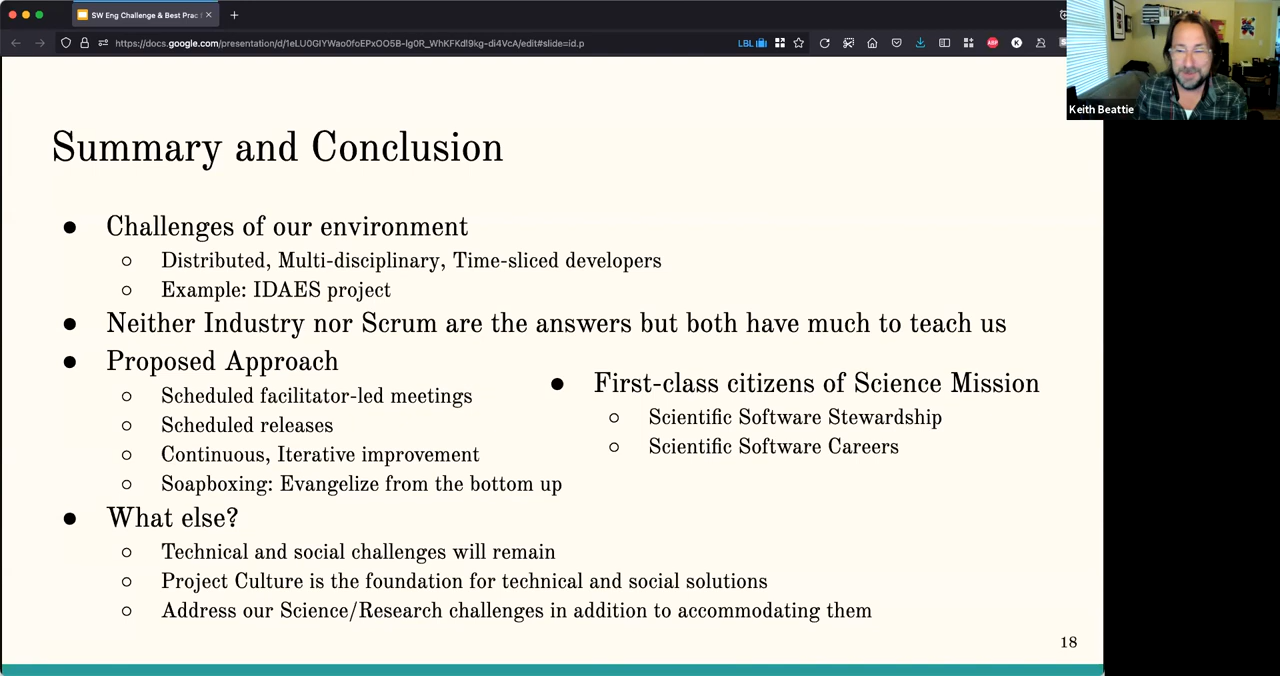 SW Eng Challenge & Best Prac
https://docs.google.com/presentation/d/1eLU0GIYWao0foEPxOO5B-Ig0R_WhKFKd!9kg-di4VcA/edit#slide=id.p
LBL
ABP
K
Keith Beattie
Summary and Conclusion
● Challenges of our environment
○ Distributed, Multi-disciplinary, Time-sliced developers
○ Example: IDAES project
● Neither Industry nor Scrum are the answers but both have much to teach us
● Proposed Approach
○ Scheduled facilitator-led meetings
○ Scheduled releases
○ Continuous, Iterative improvement
○ Soapboxing: Evangelize from the bottom up
● First-class citizens of Science Mission
○ Scientific Software Stewardship
○ Scientific Software Careers
● What else?
○ Technical and social challenges will remain
○ Project Culture is the foundation for technical and social solutions
○ Address our Science/Research challenges in addition to accommodating them
18